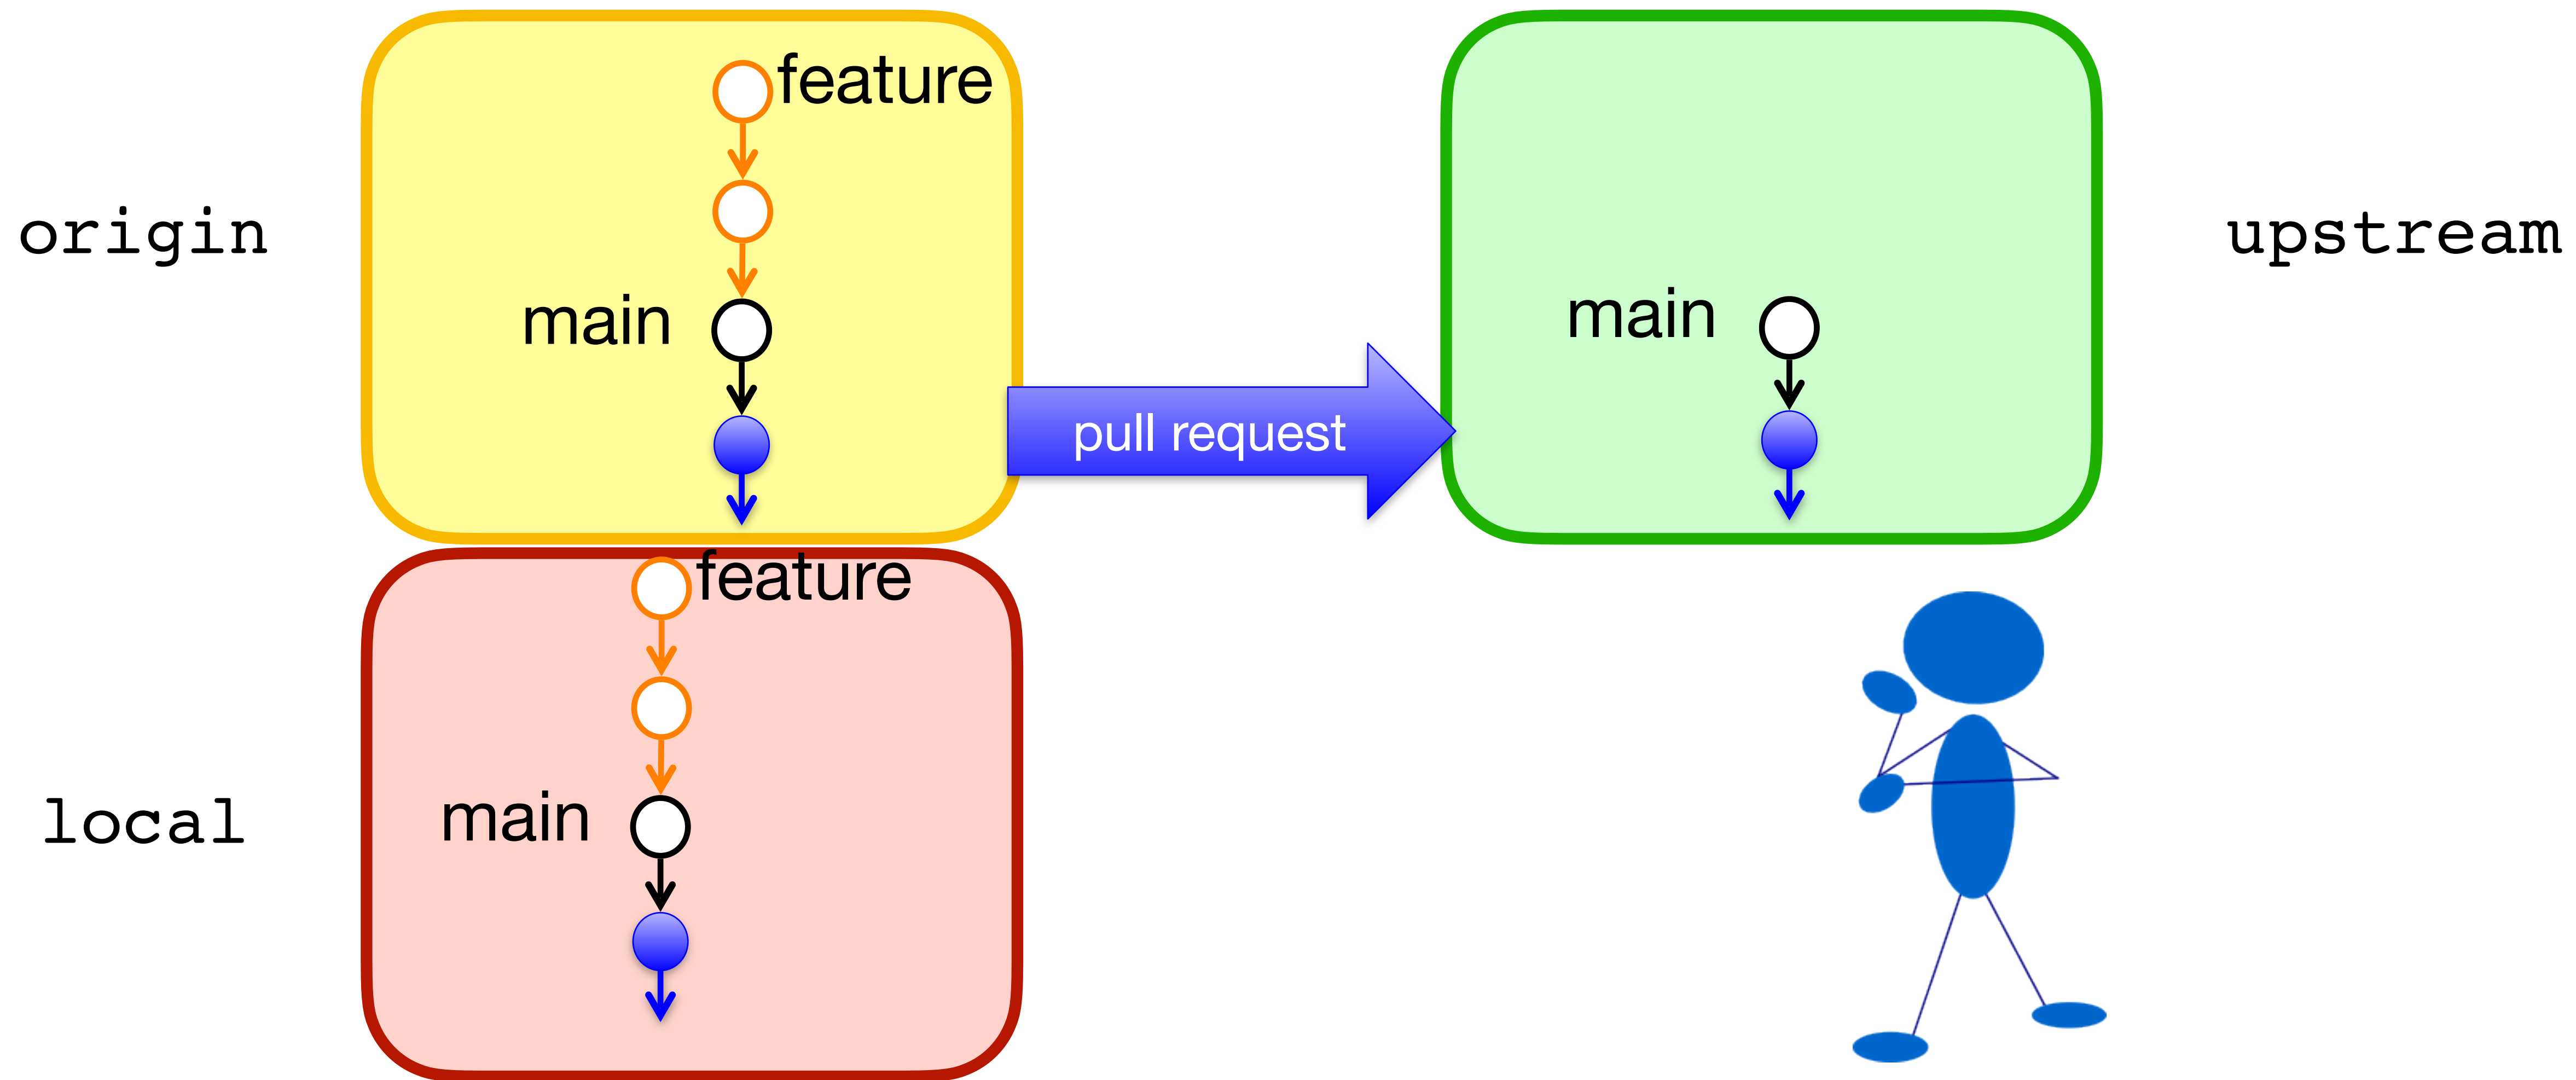 feature
origin
upstream
main
main
pull request
feature
local
main